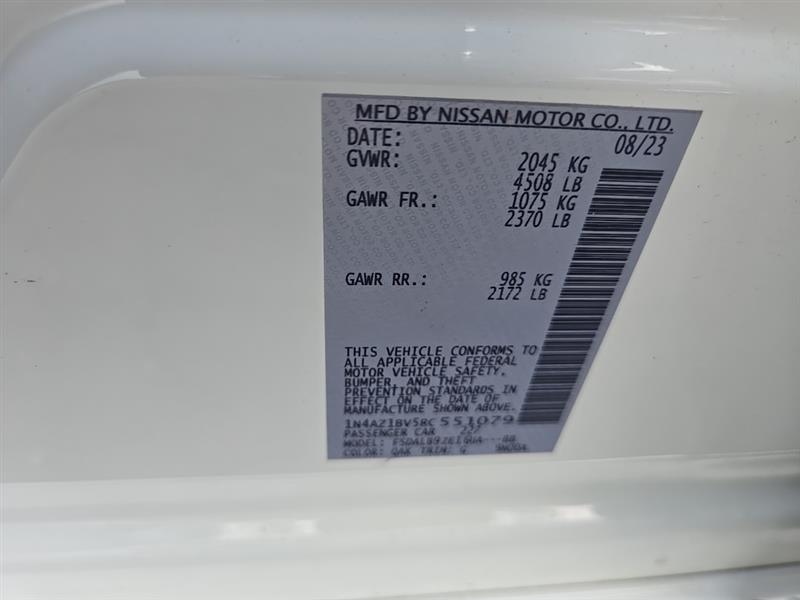 MFD BY NISSAN MOTOR CO., LTD.
DATE: 08/23
GVWR: 2045 KG
4508 LB
GAWR FR.: 1075 KG
2370 LB
GAWR RR.: 985 KG
2172 LB
THIS VEHICLE CONFORMS TO
ALL APPLICABLE FEDERAL
MOTOR VEHICLE SAFETY,
BUMPER, AND THEFT
PREVENTION STANDARDS IN
EFFECT ON THE DATE OF
MANUFACTURE SHOWN ABOVE.
1N4AZ1BV5RC551079
PASSENGER CAR 227
MODEL:
COLOR: QAK TRIM: G